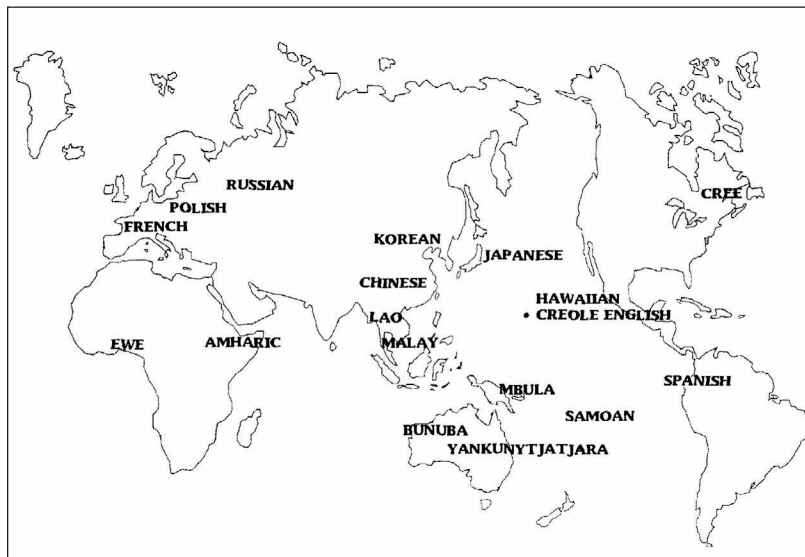 RUSSIAN
CREE
POLISH
FRENCH
KOREAN
JAPANESE
CHINESE
HAWAIIAN
CREOLE ENGLISH
LAO
EWE
AMHARIC
MALAY
SPANISH
MBULA
SAMOAN
BUNUBA
YANKUNYTJATJARA